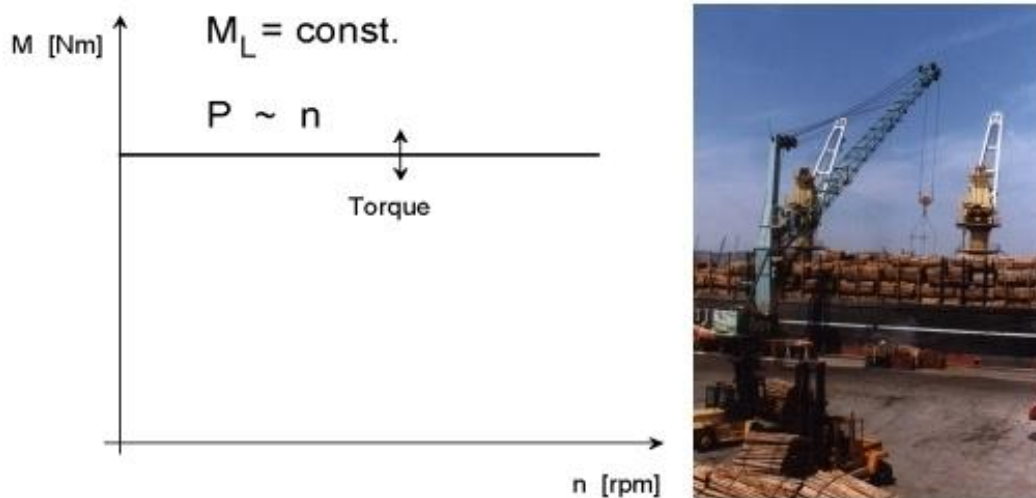 M [Nm]
M_L = const.
P ~ n
Torque
n [rpm]